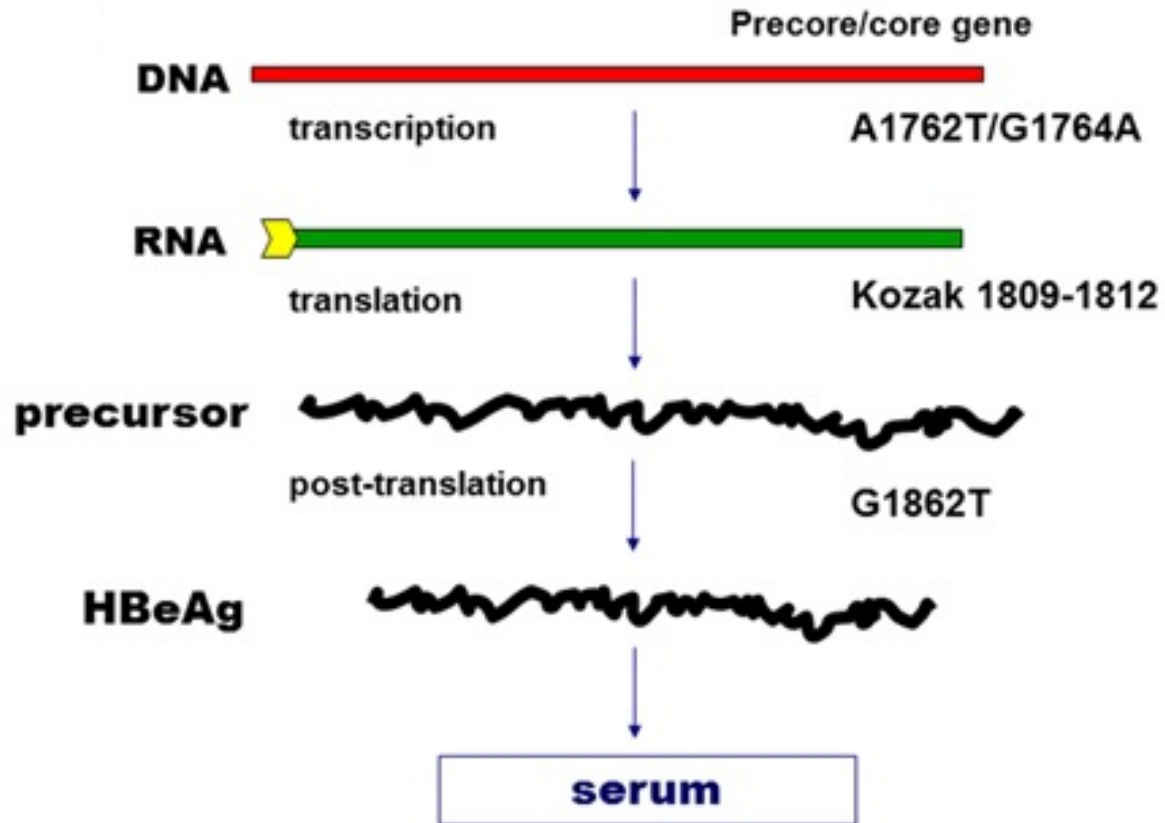 Precore/core gene
DNA
transcription
A1762T/G1764A
RNA
translation
Kozak 1809-1812
precursor
post-translation
G1862T
HBeAg
serum